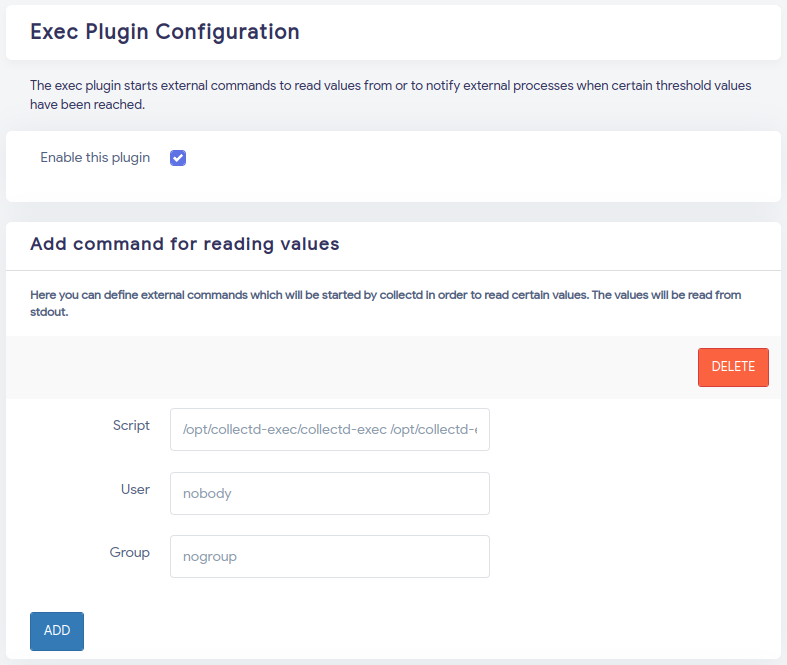 Exec Plugin Configuration
The exec plugin starts external commands to read values from or to notify external processes when certain threshold values
have been reached.
Enable this plugin
Add command for reading values
Here you can define external commands which will be started by collectd in order to read certain values. The values will be read from
stdout.
DELETE
Script /opt/collectd-exec/collectd-exec /opt/collectd-
User nobody
Group nogroup
ADD